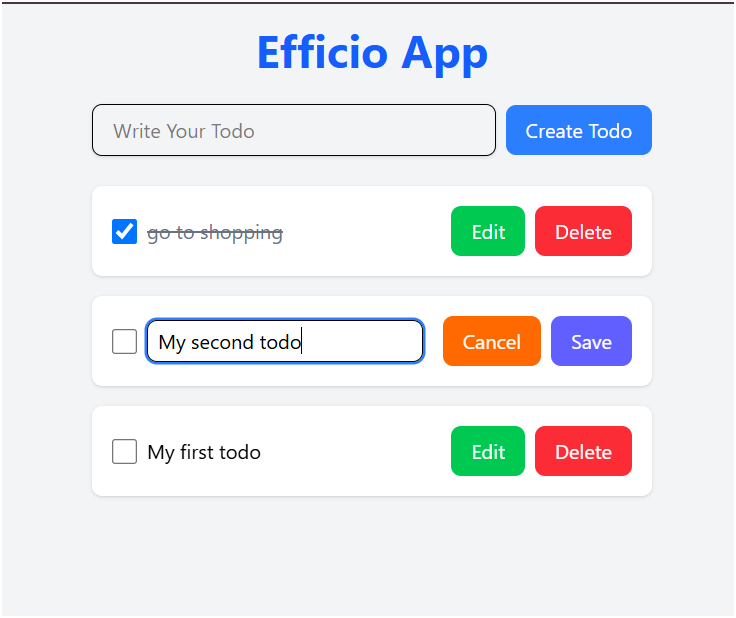 Efficio App
Write Your Todo Create Todo
go to shopping Edit Delete
My second todo Cancel Save
My first todo Edit Delete